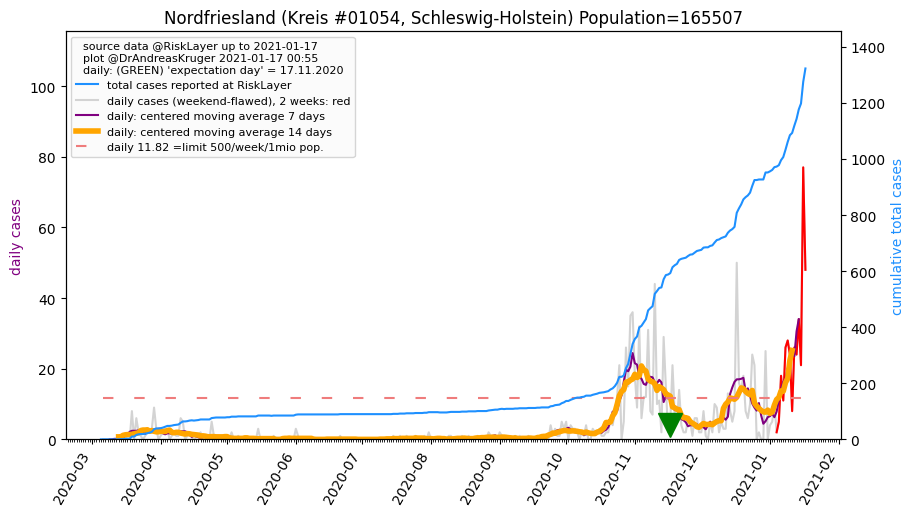 Nordfriesland (Kreis #01054, Schleswig-Holstein) Population=165507
source data @RiskLayer up to 2021-01-17
plot @DrAndreasKruger 2021-01-17 00:55
daily: (GREEN) 'expectation day' = 17.11.2020
total cases reported at RiskLayer
daily cases (weekend-flawed), 2 weeks: red
daily: centered moving average 7 days
daily: centered moving average 14 days
daily 11.82 =limit 500/week/1mio pop.
daily cases
100
80
60
40
20
0
1400
1200
1000
800
600
400
200
0
cumulative total cases
2020-03
2020-04
2020-05
2020-06
2020-07
2020-08
2020-09
2020-10
2020-11
2020-12
2021-01
2021-02